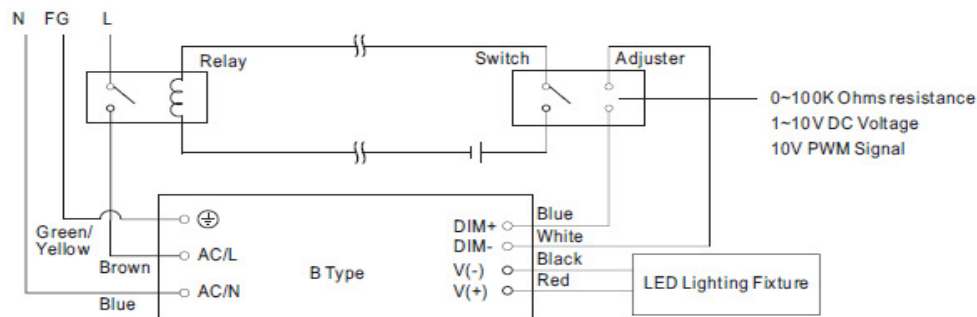 N FG L
Relay
Switch
Adjuster
0~100K Ohms resistance
1~10V DC Voltage
10V PWM Signal
Green/
Yellow
Brown
Blue
AC/L
AC/N
B Type
DIM+
DIM-
V(-)
V(+)
Blue
White
Black
Red
LED Lighting Fixture